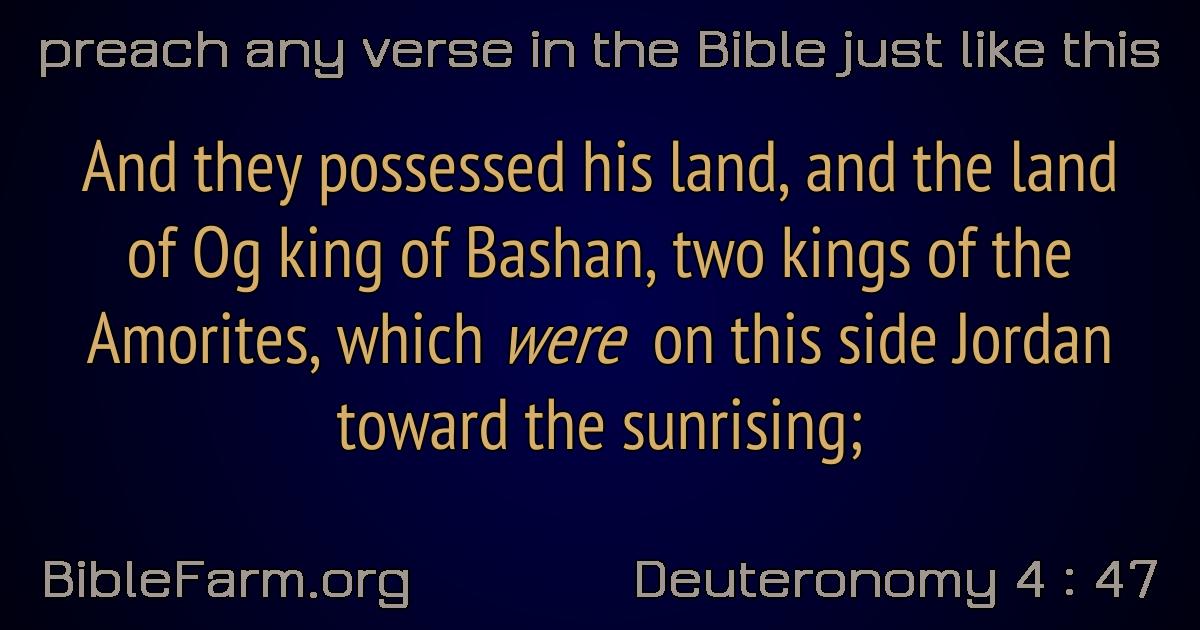 preach any verse in the Bible just like this
And they possessed his land, and the land
of Og king of Bashan, two kings of the
Amorites, which were on this side Jordan
toward the sunrising;
BibleFarm.org
Deuteronomy 4 : 47